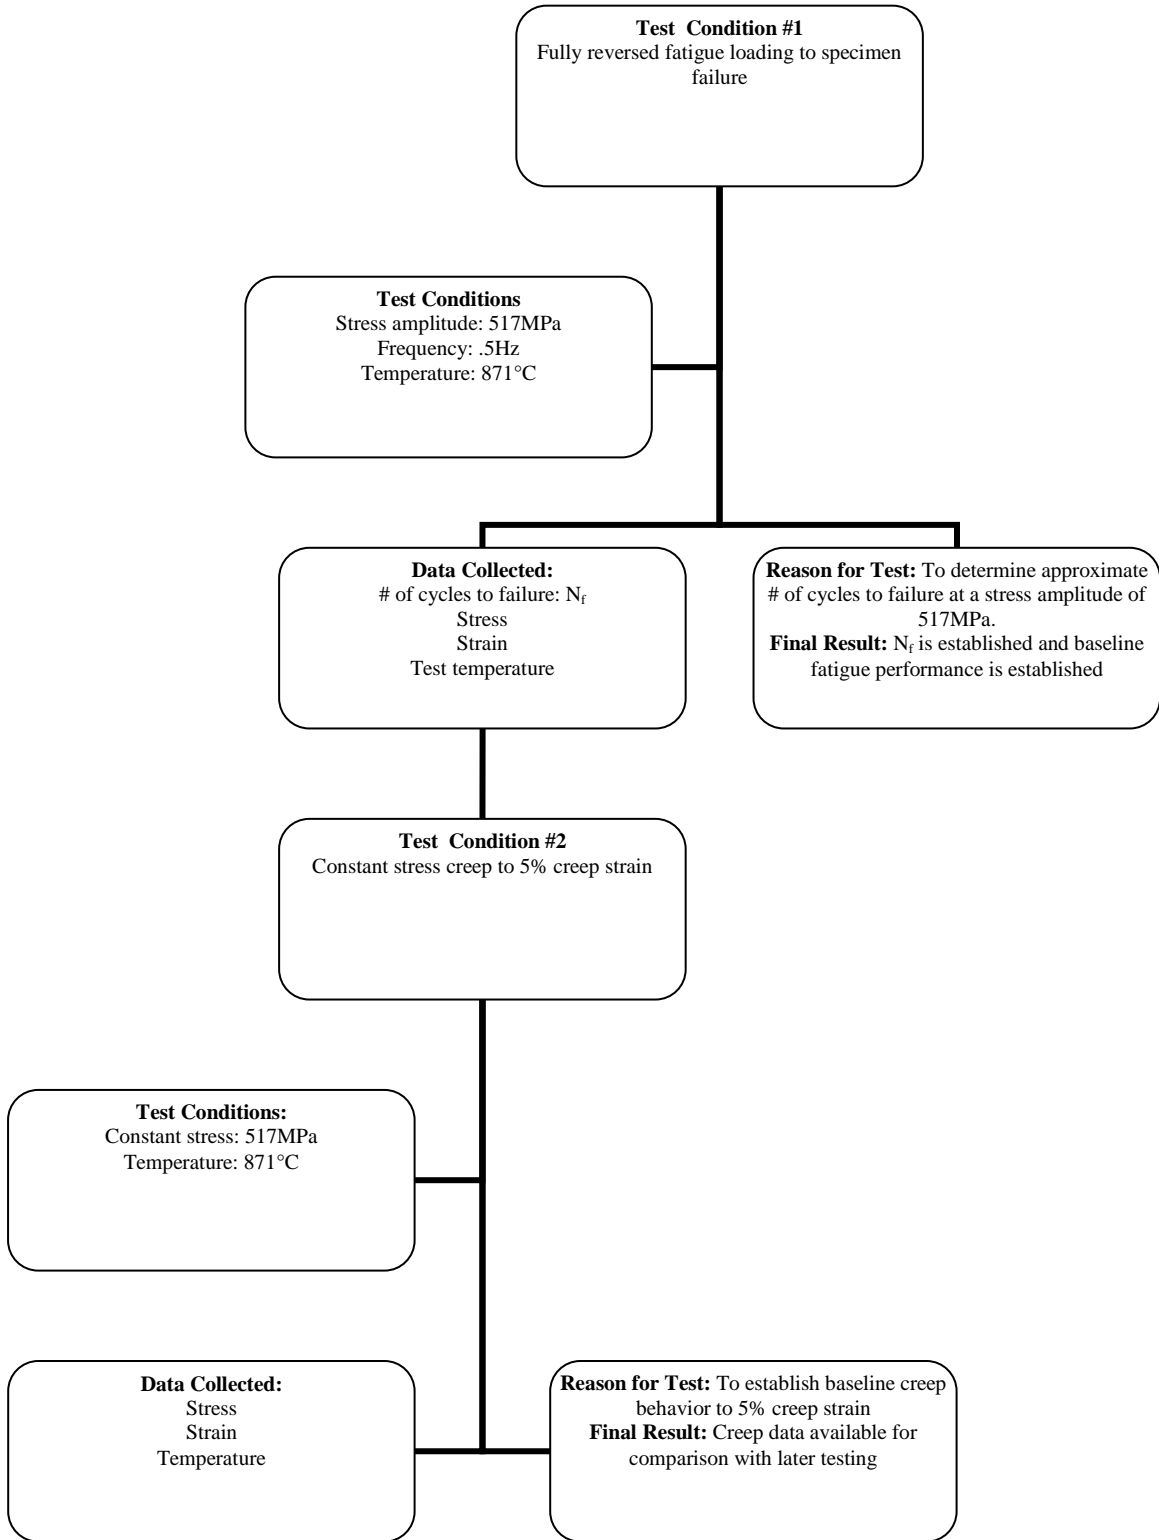 Test Condition #1
Fully reversed fatigue loading to specimen
failure
Test Conditions
Stress amplitude: 517MPa
Frequency: .5Hz
Temperature: 871°C
Data Collected:
# of cycles to failure: Nf
Stress
Strain
Test temperature
Reason for Test: To determine approximate
# of cycles to failure at a stress amplitude of
517MPa.
Final Result: Nf is established and baseline
fatigue performance is established
Test Condition #2
Constant stress creep to 5% creep strain
Test Conditions:
Constant stress: 517MPa
Temperature: 871°C
Data Collected:
Stress
Strain
Temperature
Reason for Test: To establish baseline creep
behavior to 5% creep strain
Final Result: Creep data available for
comparison with later testing